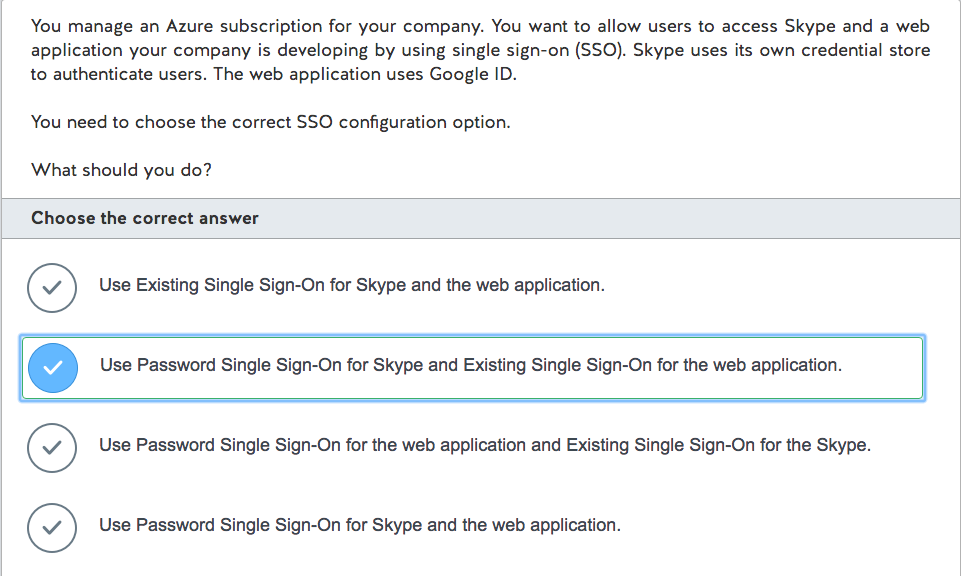 You manage an Azure subscription for your company. You want to allow users to access Skype and a web
application your company is developing by using single sign-on (SSO). Skype uses its own credential store
to authenticate users. The web application uses Google ID.
You need to choose the correct SSO configuration option.
What should you do?
Choose the correct answer
Use Existing Single Sign-On for Skype and the web application.
Use Password Single Sign-On for Skype and Existing Single Sign-On for the web application.
Use Password Single Sign-On for the web application and Existing Single Sign-On for the Skype.
Use Password Single Sign-On for Skype and the web application.